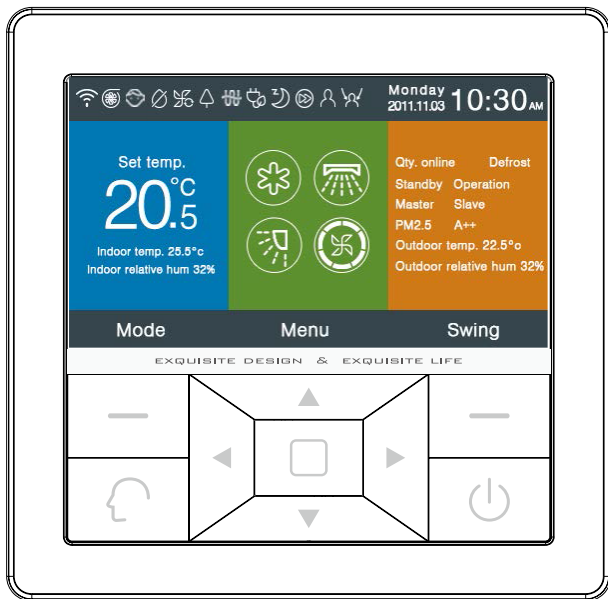 Monday
2011.11.03 10:30 AM
Set temp.
20.5°C
Indoor temp. 25.5°c
Indoor relative hum 32%
Qty. online Defrost
Standby Operation
Master Slave
PM2.5 A++
Outdoor temp. 22.5°c
Outdoor relative hum 32%
Mode Menu Swing
EXQUISITE DESIGN & EXQUISITE LIFE